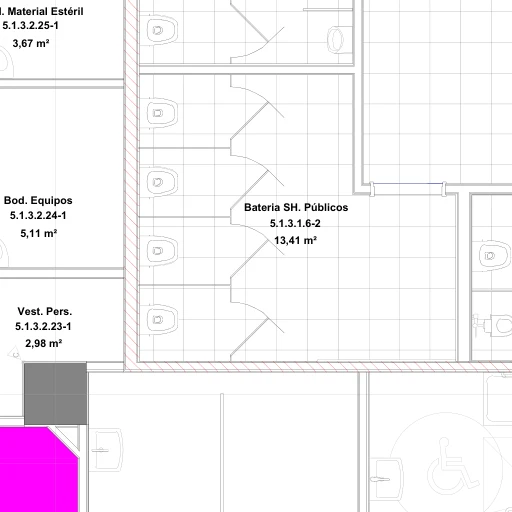 Material Estéril
5.1.3.2.25-1
3,67 m²
Bod. Equipos
5.1.3.2.24-1
5,11 m²
Batería SH. Públicos
5.1.3.1.6-2
13,41 m²
Vest. Pers.
5.1.3.2.23-1
2,98 m²